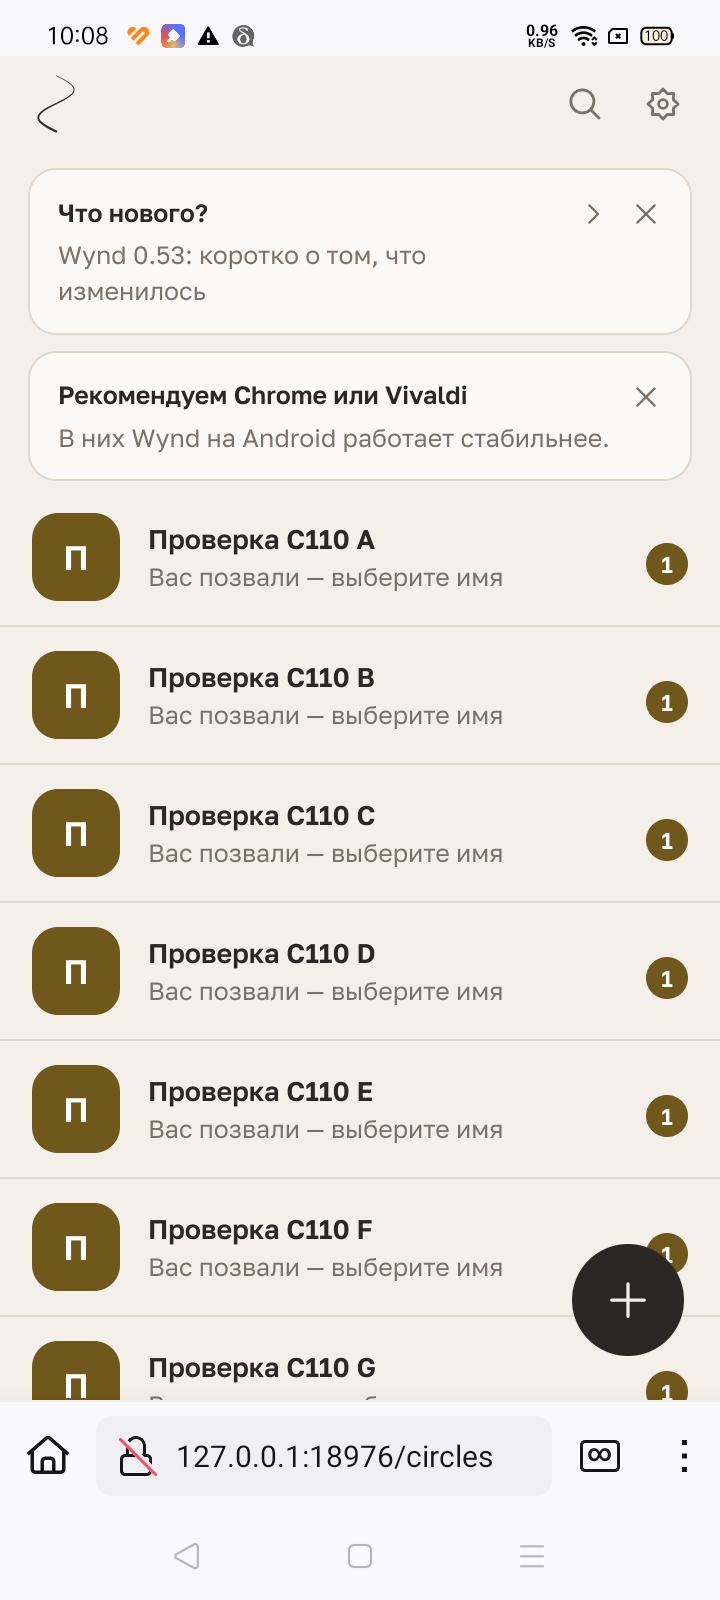 10:08
0.96
KB/S
100
Что нового?
Wynd 0.53: коротко о том, что
изменилось
Рекомендуем Chrome или Vivaldi
В них Wynd на Android работает стабильнее.
П
Проверка C110 A
Вас позвали — выберите имя
1
П
Проверка C110 B
Вас позвали — выберите имя
1
П
Проверка C110 C
Вас позвали — выберите имя
1
П
Проверка C110 D
Вас позвали — выберите имя
1
П
Проверка C110 E
Вас позвали — выберите имя
1
П
Проверка C110 F
Вас позвали — выберите имя
1
П
Проверка C110 G
1
127.0.0.1:18976/circles